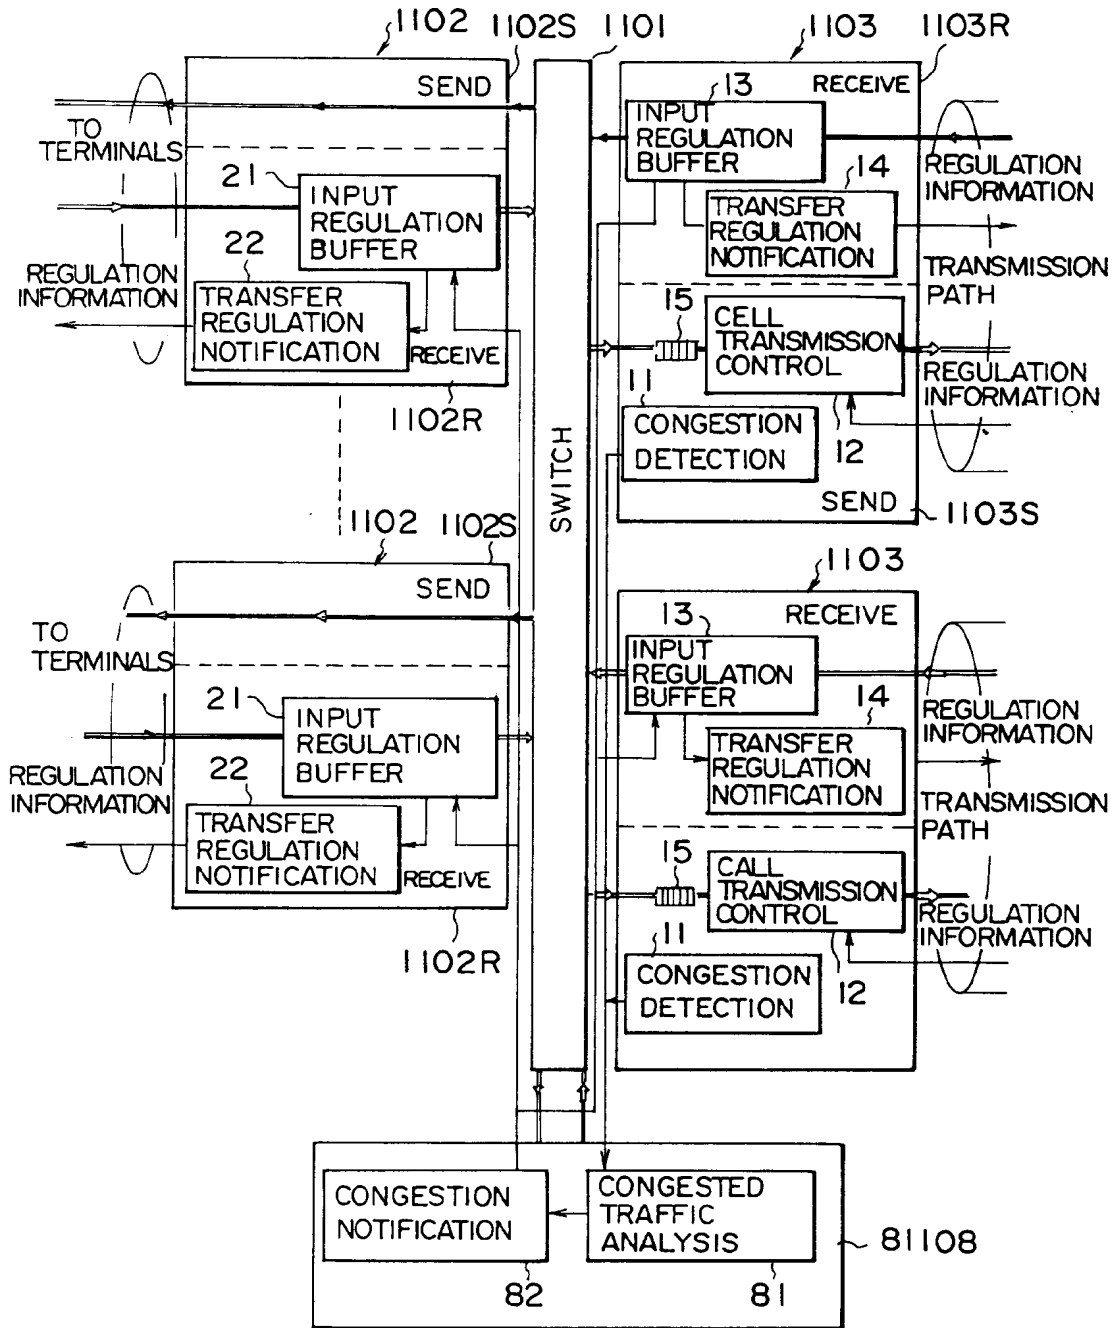 1102
1102S
1101
1103
1103R
SEND
RECEIVE
13
INPUT
REGULATION
BUFFER
TO
TERMINALS
REGULATION
INFORMATION
21
INPUT
REGULATION
BUFFER
14
TRANSFER
REGULATION
NOTIFICATION
22
REGULATION
INFORMATION
TRANSFER
REGULATION
NOTIFICATION
RECEIVE
1102R
TRANSMISSION
PATH
15
CELL
TRANSMISSION
CONTROL
REGULATION
INFORMATION
11
CONGESTION
DETECTION
12
SEND
1103S
SWITCH
1102
1102S
SEND
1103
RECEIVE
13
INPUT
REGULATION
BUFFER
TO
TERMINALS
21
INPUT
REGULATION
BUFFER
14
TRANSFER
REGULATION
NOTIFICATION
REGULATION
INFORMATION
22
REGULATION
INFORMATION
TRANSFER
REGULATION
NOTIFICATION
RECEIVE
1102R
TRANSMISSION
PATH
15
CALL
TRANSMISSION
CONTROL
REGULATION
INFORMATION
11
CONGESTION
DETECTION
12
CONGESTION
NOTIFICATION
82
CONGESTED
TRAFFIC
ANALYSIS
81
81108